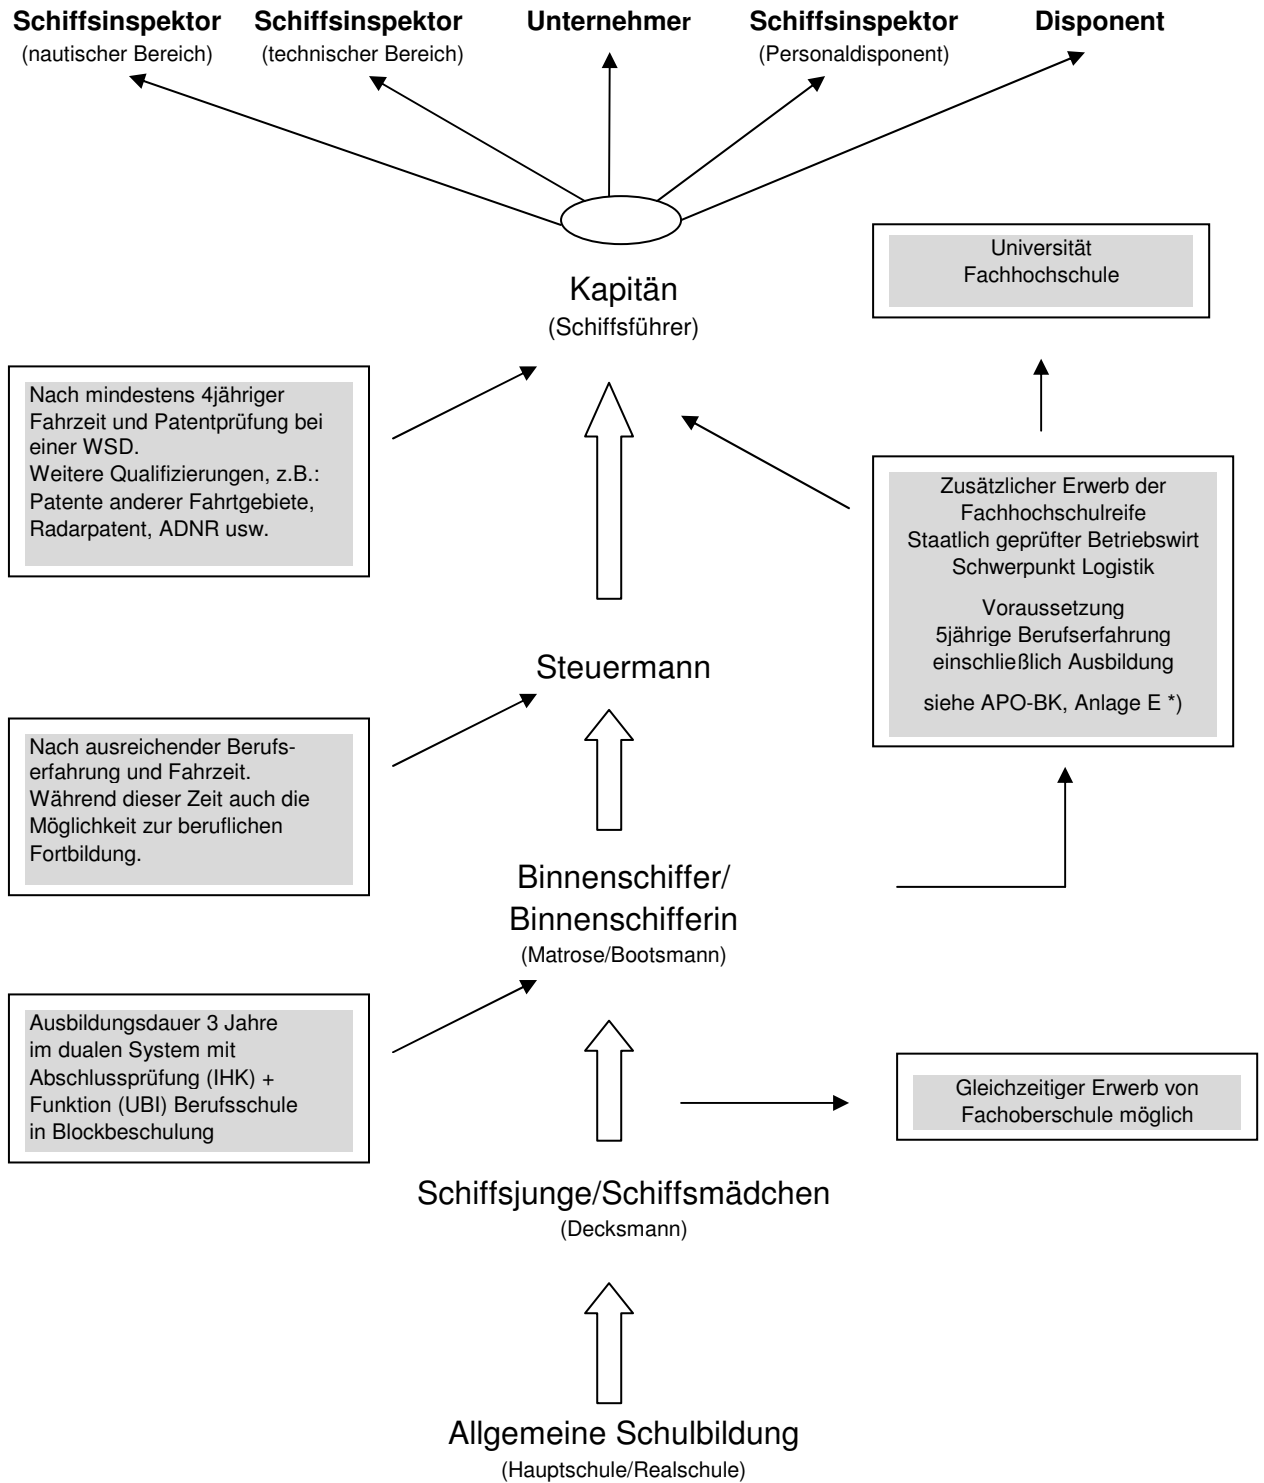 Schiffsinspektor
(nautischer Bereich)
Schiffsinspektor
(technischer Bereich)
Unternehmer
Schiffsinspektor
(Personaldisponent)
Disponent
Universität
Fachhochschule
Kapitän
(Schiffsführer)
Nach mindestens 4jähriger
Fahrzeit und Patentprüfung bei
einer WSD.
Weitere Qualifizierungen, z.B.:
Patente anderer Fahrtgebiete,
Radarpatent, ADNR usw.
Zusätzlicher Erwerb der
Fachhochschulreife
Staatlich geprüfter Betriebswirt
Schwerpunkt Logistik
Voraussetzung
5jährige Berufserfahrung
einschließlich Ausbildung
siehe APO-BK, Anlage E *)
Steuermann
Nach ausreichender Berufs-
erfahrung und Fahrzeit.
Während dieser Zeit auch die
Möglichkeit zur beruflichen
Fortbildung.
Binnenschiffer/
Binnenschifferin
(Matrose/Bootsmann)
Ausbildungsdauer 3 Jahre
im dualen System mit
Abschlussprüfung (IHK) +
Funktion (UBI) Berufsschule
in Blockbeschulung
Gleichzeitiger Erwerb von
Fachoberschule möglich
Schiffsjunge/Schiffsmädchen
(Decksmann)
Allgemeine Schulbildung
(Hauptschule/Realschule)